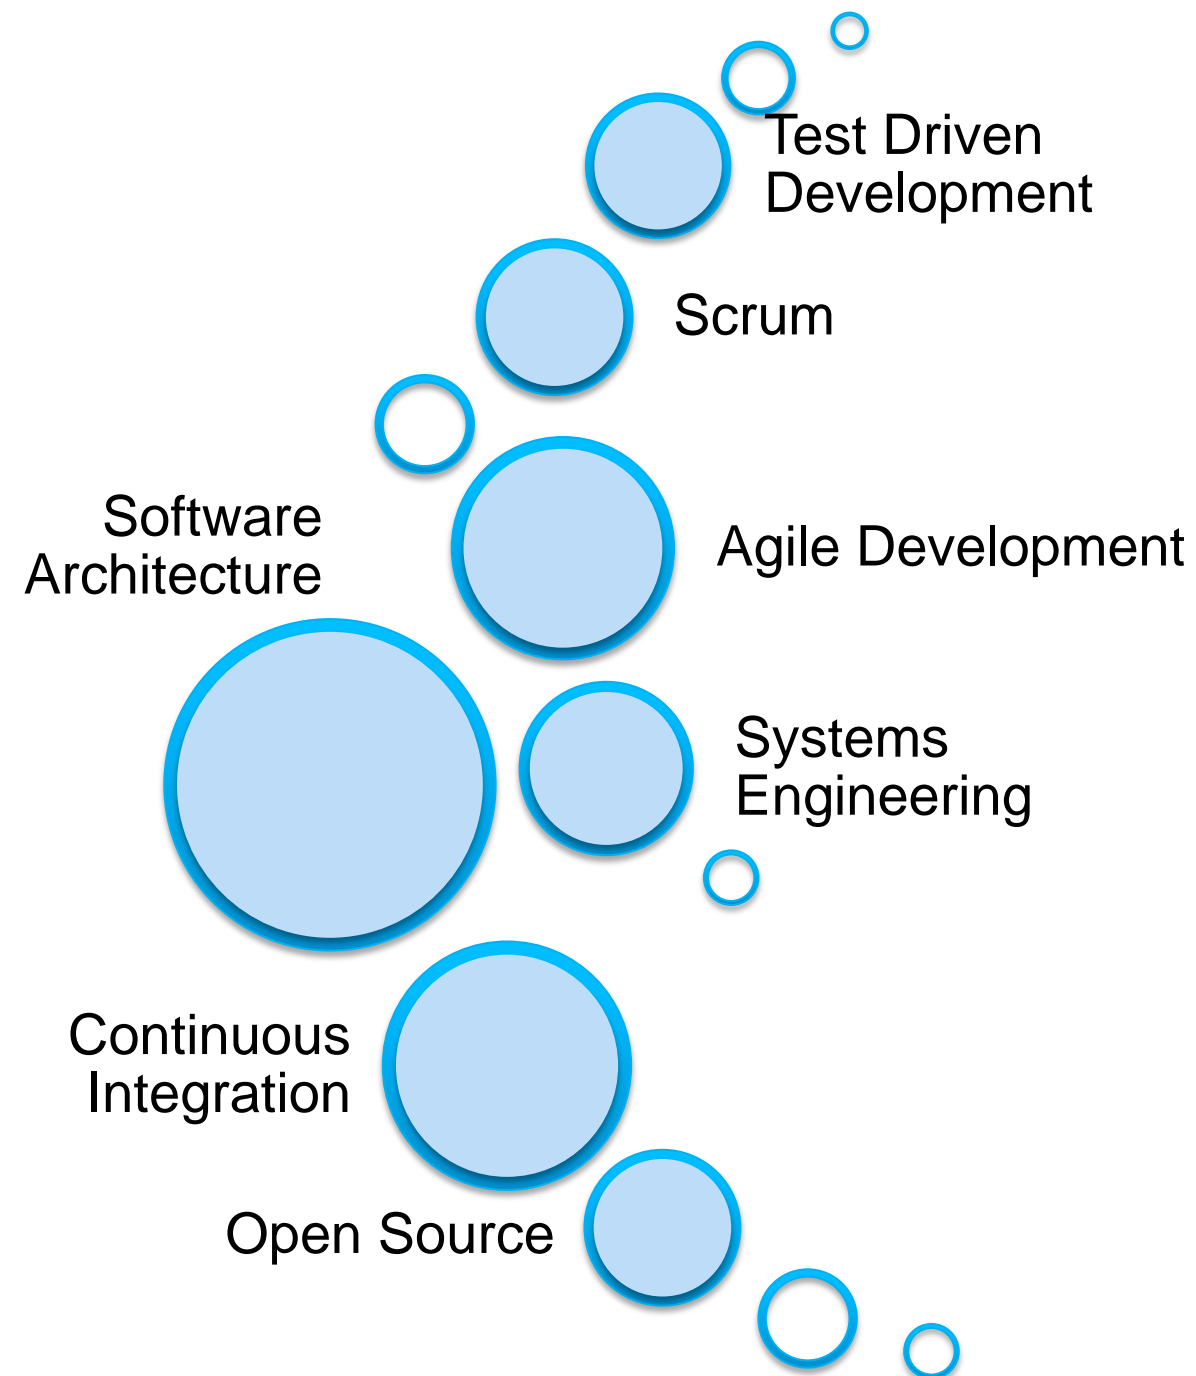 Test Driven
Development
Scrum
Software
Architecture
Agile Development
Systems
Engineering
Continuous
Integration
Open Source